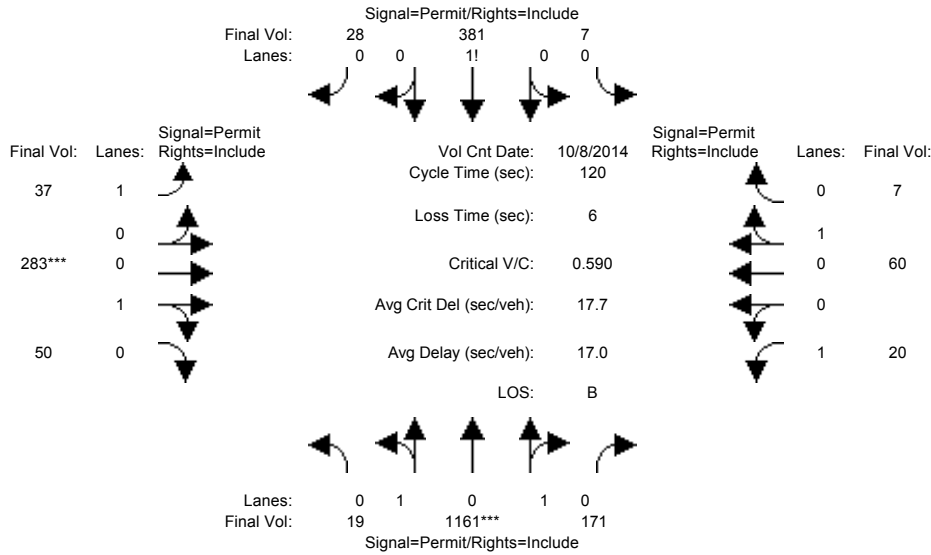 Signal=Permit/Rights=Include
Final Vol: 28 381 7
Lanes: 0 0 1! 0 0
Signal=Permit Signal=Permit
Final Vol: Lanes: Rights=Include Vol Cnt Date: 10/8/2014 Rights=Include Lanes: Final Vol:
Cycle Time (sec): 120
37 1 0 7
Loss Time (sec): 6
0 1
283*** 0 Critical V/C: 0.590 0 60
1 Avg Crit Del (sec/veh): 17.7 0
50 0 Avg Delay (sec/veh): 17.0 1 20
LOS: B
Lanes: 0 1 0 1 0
Final Vol: 19 1161*** 171
Signal=Permit/Rights=Include